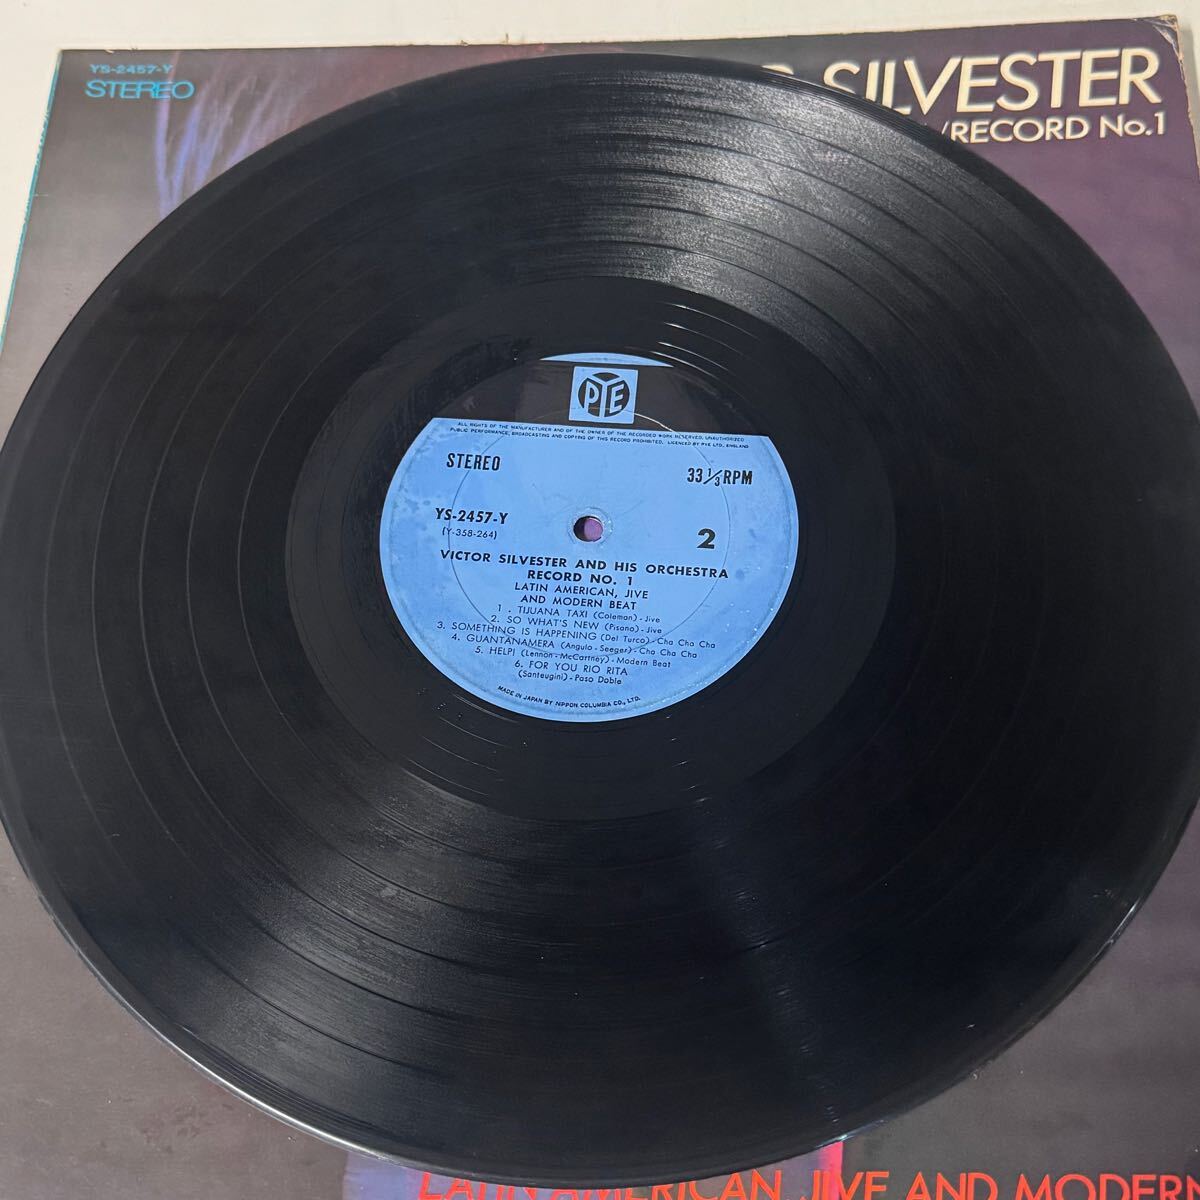 YS-2457-Y
STEREO
SILVESTER
/RECORD No.1
PYE
ALL RIGHTS OF THE MANUFACTURER AND OF THE OWNER OF THE RECORDED WORK RESERVED. UNAUTHORIZED
PUBLIC PERFORMANCE, BROADCASTING AND COPYING OF THIS RECORD PROHIBITED. LICENCED BY PYE LTD., ENGLAND
STEREO 33 1/3 RPM
YS-2457-Y
(Y-358-264) 2
VICTOR SILVESTER AND HIS ORCHESTRA
RECORD NO. 1
LATIN AMERICAN, JIVE
AND MODERN BEAT
1. TIJUANA TAXI (Coleman) - Jive
2. SO WHAT'S NEW (Pisano) - Jive
3. SOMETHING IS HAPPENING (Del Turco) - Cha Cha Cha
4. GUANTANAMERA (Angulo - Seeger) - Cha Cha Cha
5. HELP! (Lennon - McCartney) - Modern Beat
6. FOR YOU RIO RITA
(Santeugini) - Paso Doble
MADE IN JAPAN BY NIPPON COLUMBIA CO., LTD.
LATIN AMERICAN, JIVE AND MODERN